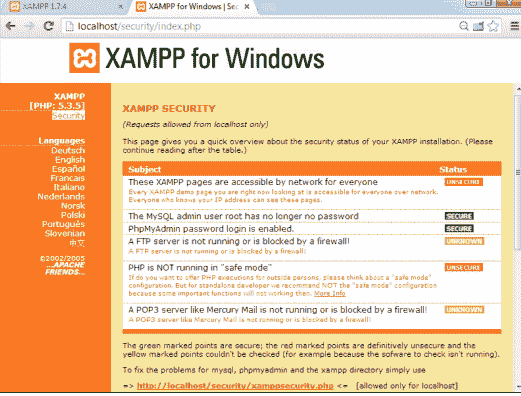 XAMPP 1.7.4
XAMPP for Windows | Sec
localhost/security/index.php
XAMPP for Windows
XAMPP
[PHP: 5.3.5]
Security
Languages
Deutsch
English
Español
Francais
Italiano
Nederlands
Norsk
Polski
Português
Slovenian
中文
©2002/2005
...APACHE
FRIENDS...
XAMPP SECURITY
(Requests allowed from localhost only)
This page gives you a quick overview about the security status of your XAMPP installation. (Please
continue reading after the table.)
Subject Status
These XAMPP pages are accessible by network for everyone UNSECURE
Every XAMPP demo page you are right now looking at is accessible for everyone over network.
Everyone who knows your IP address can see these pages.
The MySQL admin user root has no longer no password SECURE
PhpMyAdmin password login is enabled. SECURE
A FTP server is not running or is blocked by a firewall! UNKNOWN
A FTP server is not running or is blocked by a firewall!
PHP is NOT running in "safe mode" UNSECURE
If do you want to offer PHP executions for outside persons, please think about a "safe mode"
configuration. But for standalone developer we recommend NOT the "safe mode" configuration
because some important functions will not working then. More Info
A POP3 server like Mercury Mail is not running or is blocked by a firewall! UNKNOWN
A POP3 server like Mercury Mail is not running or is blocked by a firewall!
The green marked points are secure; the red marked points are definitively unsecure and the
yellow marked points couldn't be checked (for example because the sofware to check isn't running).
To fix the problems for mysql, phpmyadmin and the xampp directory simply use
=> http://localhost/security/xamppsecurity.php <= [allowed only for localhost]